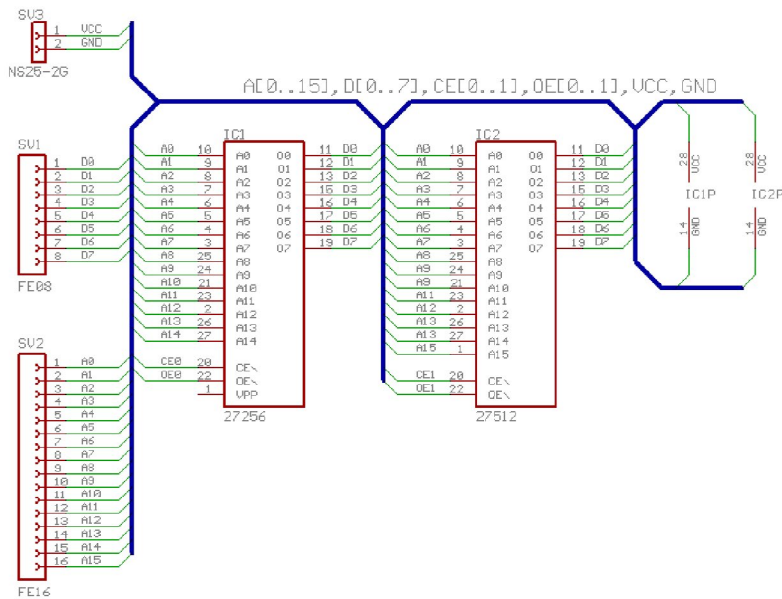 SV3
1 VCC
2 GND
NS25-2G
A[0..15],D[0..7],CE[0..1],OE[0..1],VCC,GND
SV1
1 D0
2 D1
3 D2
4 D3
5 D4
6 D5
7 D6
8 D7
FE08
SV2
1 A0
2 A1
3 A2
4 A3
5 A4
6 A5
7 A6
8 A7
9 A8
10 A9
11 A10
12 A11
13 A12
14 A13
15 A14
16 A15
FE16
IC1
A0 10 A0 O0 11 D0
A1 9 A1 O1 12 D1
A2 8 A2 O2 13 D2
A3 7 A3 O3 15 D3
A4 6 A4 O4 16 D4
A5 5 A5 O5 17 D5
A6 4 A6 O6 18 D6
A7 3 A7 O7 19 D7
A8 25 A8
A9 24 A9
A10 21 A10
A11 23 A11
A12 2 A12
A13 26 A13
A14 27 A14
CE0 20 CE\
OE0 22 OE\
1 VPP
27256
IC2
A0 10 A0 O0 11 D0
A1 9 A1 O1 12 D1
A2 8 A2 O2 13 D2
A3 7 A3 O3 15 D3
A4 6 A4 O4 16 D4
A5 5 A5 O5 17 D5
A6 4 A6 O6 18 D6
A7 3 A7 O7 19 D7
A8 25 A8
A9 24 A9
A9 21 A10
A11 23 A11
A12 2 A12
A13 26 A13
A13 27 A14
A15 1 A15
CE1 20 CE\
OE1 22 OE\
27512
28 VCC
IC1P
14 GND
28 VCC
IC2P
14 GND